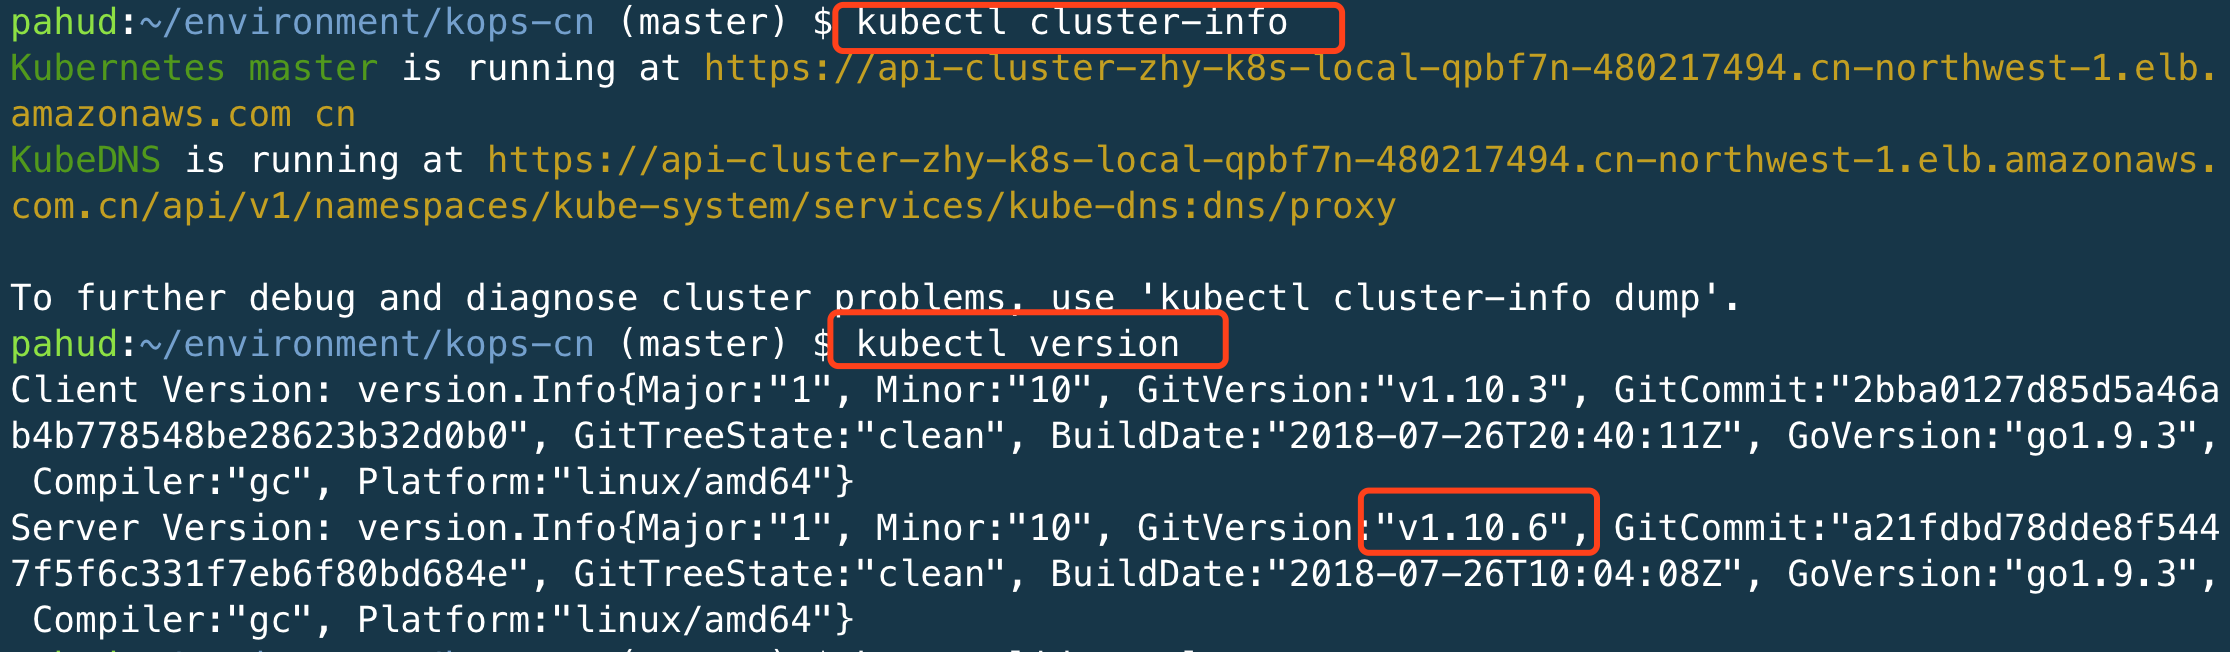 pahud:~/environment/kops-cn (master) $ kubectl cluster-info
Kubernetes master is running at https://api-cluster-zhy-k8s-local-qpbf7n-480217494.cn-northwest-1.elb.
amazonaws.com cn
KubeDNS is running at https://api-cluster-zhy-k8s-local-qpbf7n-480217494.cn-northwest-1.elb.amazonaws.
com.cn/api/v1/namespaces/kube-system/services/kube-dns:dns/proxy
To further debug and diagnose cluster problems, use 'kubectl cluster-info dump'.
pahud:~/environment/kops-cn (master) $ kubectl version
Client Version: version.Info{Major:"1", Minor:"10", GitVersion:"v1.10.3", GitCommit:"2bba0127d85d5a46a
b4b778548be28623b32d0b0", GitTreeState:"clean", BuildDate:"2018-07-26T20:40:11Z", GoVersion:"go1.9.3",
 Compiler:"gc", Platform:"linux/amd64"}
Server Version: version.Info{Major:"1", Minor:"10", GitVersion:"v1.10.6", GitCommit:"a21fdbd78dde8f544
7f5f6c331f7eb6f80bd684e", GitTreeState:"clean", BuildDate:"2018-07-26T10:04:08Z", GoVersion:"go1.9.3",
 Compiler:"gc", Platform:"linux/amd64"}